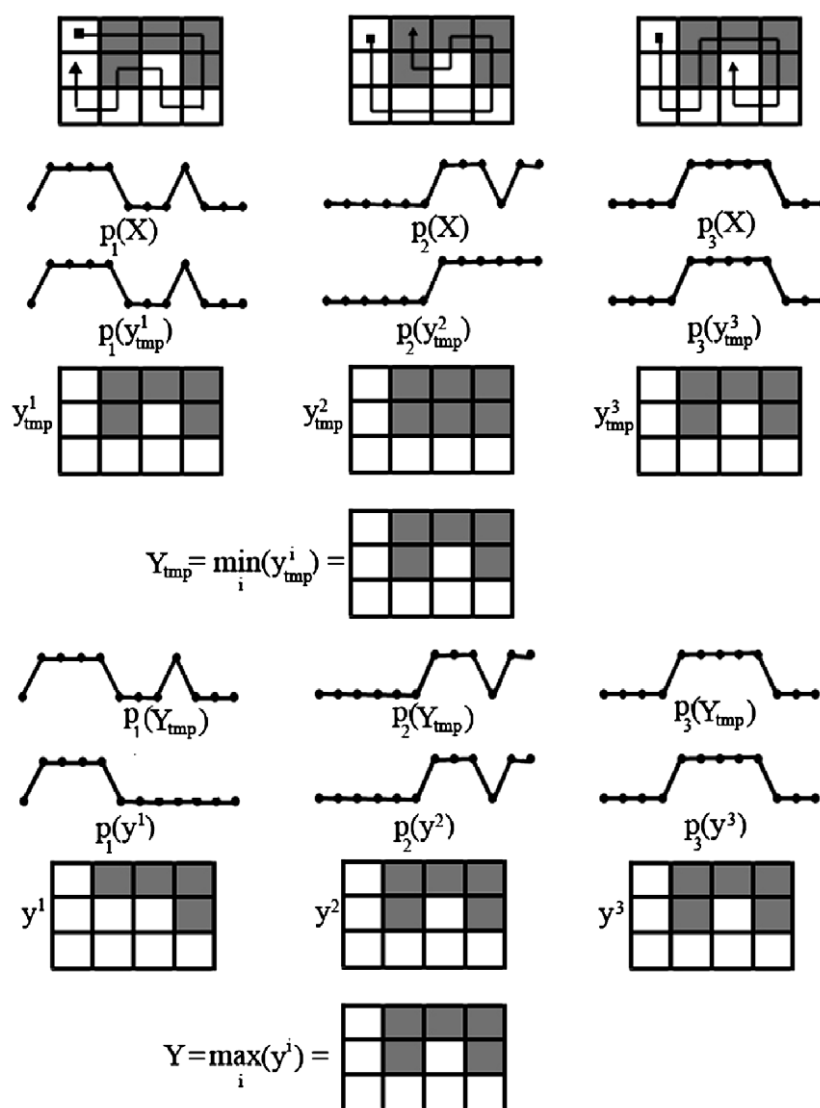 p₁(X) p₂(X) p₃(X)
p₁(y¹tmp) p₂(y²tmp) p₃(y³tmp)
y¹tmp y²tmp y³tmp
Ytmp= min i (yⁱtmp) =
p₁(Ytmp) p₂(Ytmp) p₃(Ytmp)
p₁(y¹) p₂(y²) p₃(y³)
y¹ y² y³
Y=max i (yⁱ) =